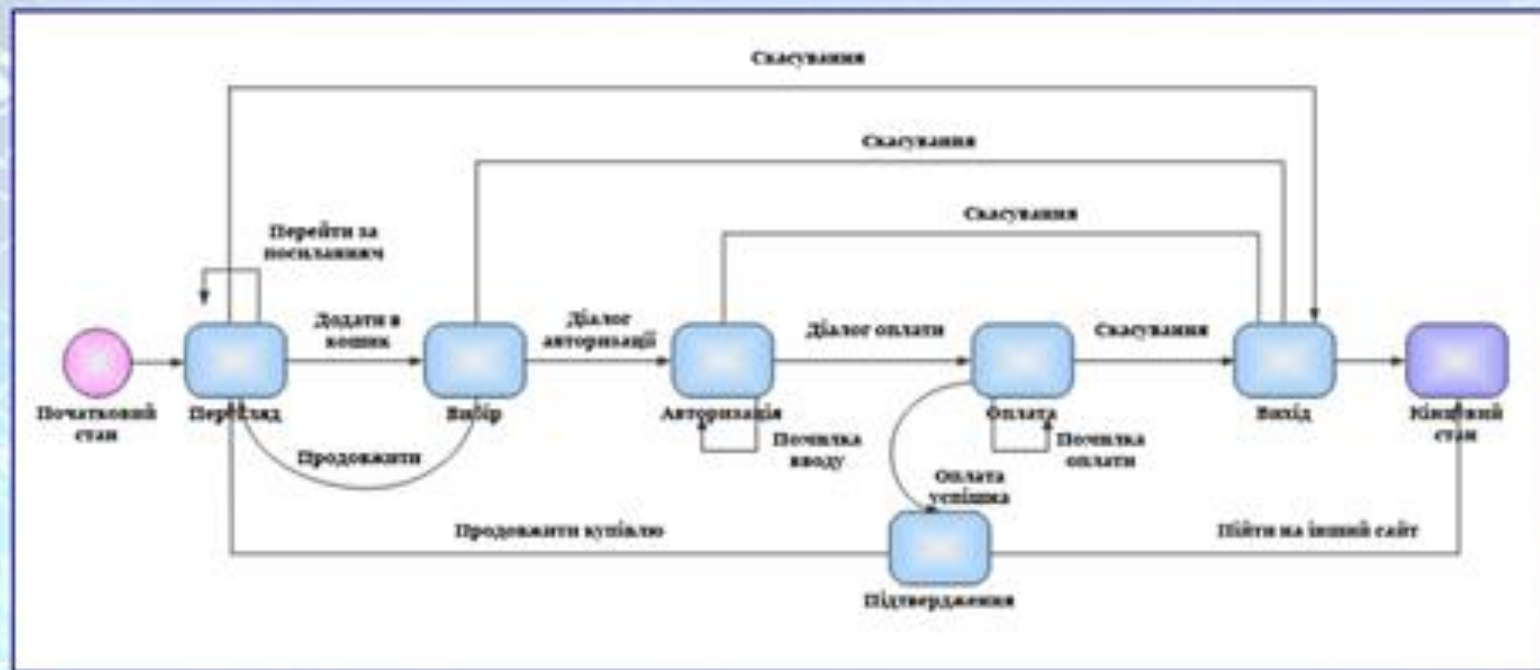 Скасування
Скасування
Скасування
Перейти за
посиланням
Додати в
кошик
Діалог
авторизації
Діалог оплати
Скасування
Початковий
стан
Перегляд
Вибір
Авторизація
Оплата
Вихід
Кінцевий
стан
Продовжити
Помилка
вводу
Помилка
оплати
Оплата
успішна
Продовжити купівлю
Пійти на інший сайт
Підтвердження